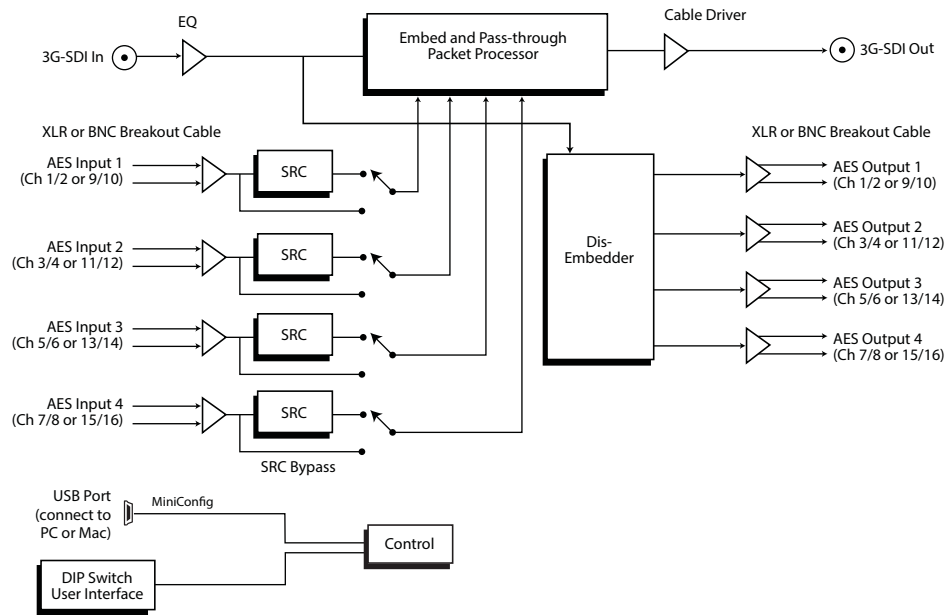 EQ
Cable Driver
3G-SDI In
Embed and Pass-through
Packet Processor
3G-SDI Out
XLR or BNC Breakout Cable
AES Input 1
(Ch 1/2 or 9/10)
SRC
AES Input 2
(Ch 3/4 or 11/12)
SRC
AES Input 3
(Ch 5/6 or 13/14)
SRC
AES Input 4
(Ch 7/8 or 15/16)
SRC
SRC Bypass
Dis-
Embedder
XLR or BNC Breakout Cable
AES Output 1
(Ch 1/2 or 9/10)
AES Output 2
(Ch 3/4 or 11/12)
AES Output 3
(Ch 5/6 or 13/14)
AES Output 4
(Ch 7/8 or 15/16)
USB Port
(connect to
PC or Mac)
MiniConfig
Control
DIP Switch
User Interface